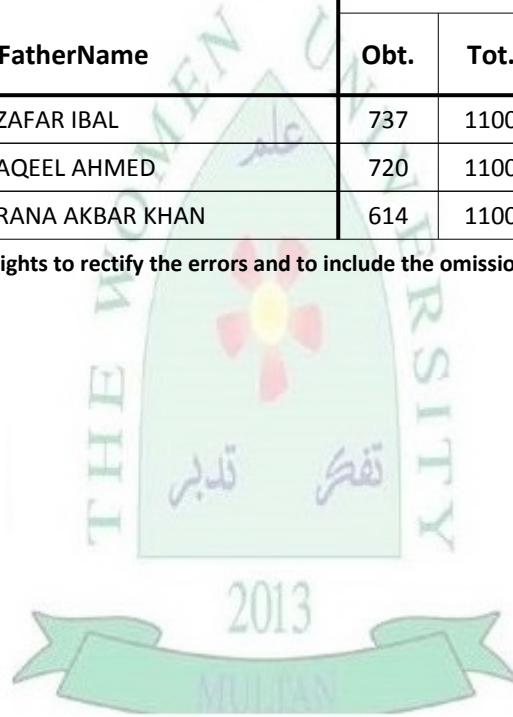 FatherName Obt. Tot.
ZAFAR IBAL 737 1100
AQEEL AHMED 720 1100
RANA AKBAR KHAN 614 1100
ights to rectify the errors and to include the omissio
THE WOMEN UNIVERSITY
علم
تدبر تفکر
2013
MULTAN